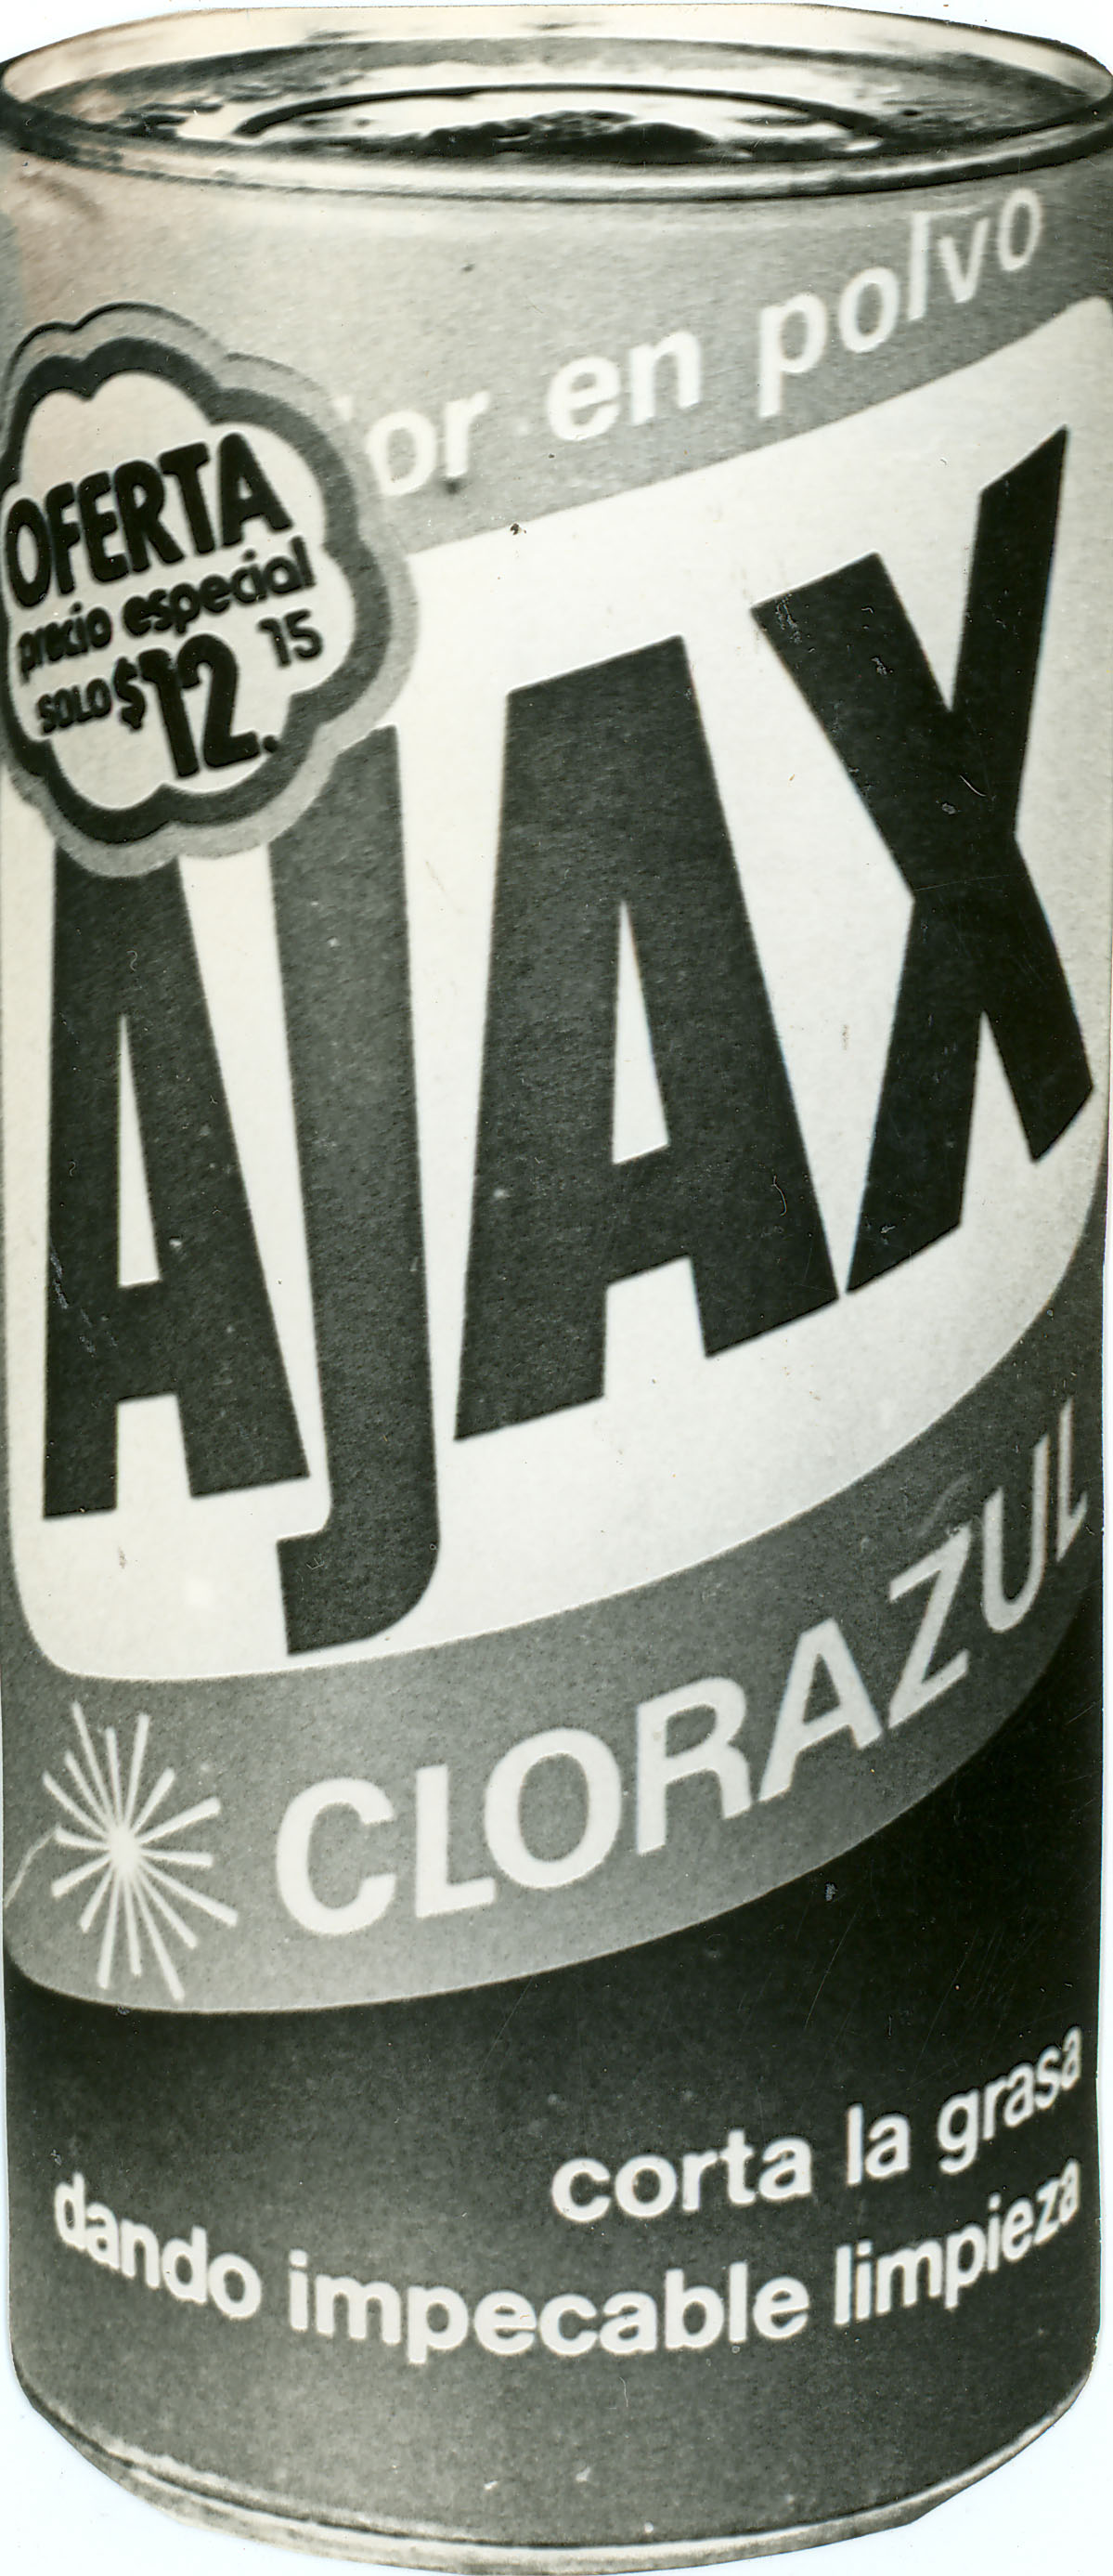 or en polvo
OFERTA
precio especial
SOLO $12.15
AJAX
CLORAZUL
corta la grasa
dando impecable limpieza